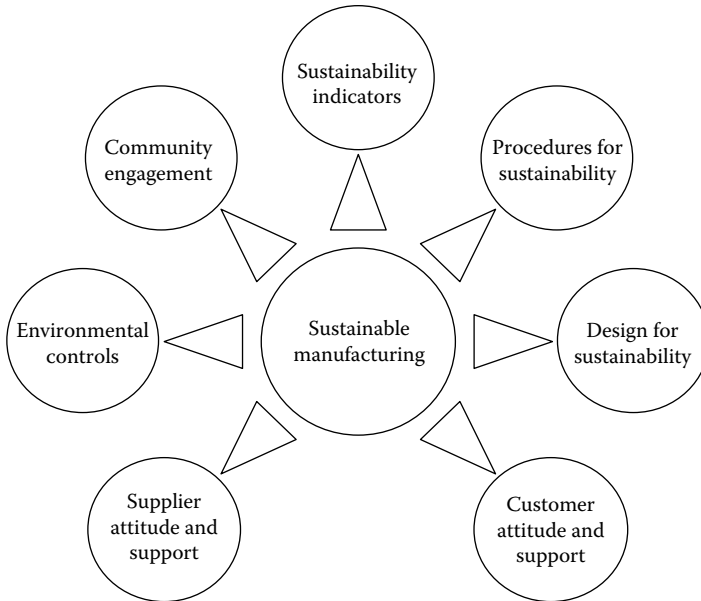 Sustainability
indicators
Community
engagement
Procedures for
sustainability
Environmental
controls
Sustainable
manufacturing
Design for
sustainability
Supplier
attitude and
support
Customer
attitude and
support